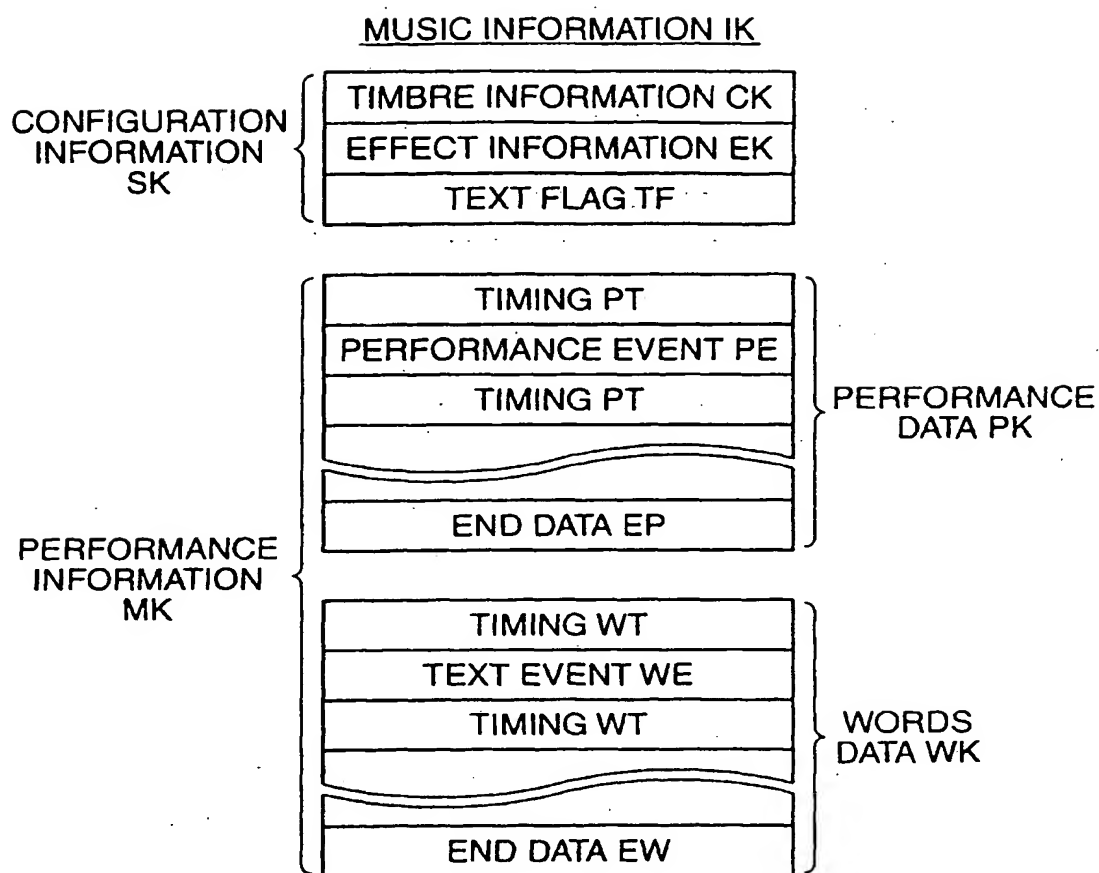 MUSIC INFORMATION IK
CONFIGURATION
INFORMATION
SK
TIMBRE INFORMATION CK
EFFECT INFORMATION EK
TEXT FLAG TF
PERFORMANCE
INFORMATION
MK
TIMING PT
PERFORMANCE EVENT PE
TIMING PT
END DATA EP
PERFORMANCE
DATA PK
TIMING WT
TEXT EVENT WE
TIMING WT
END DATA EW
WORDS
DATA WK